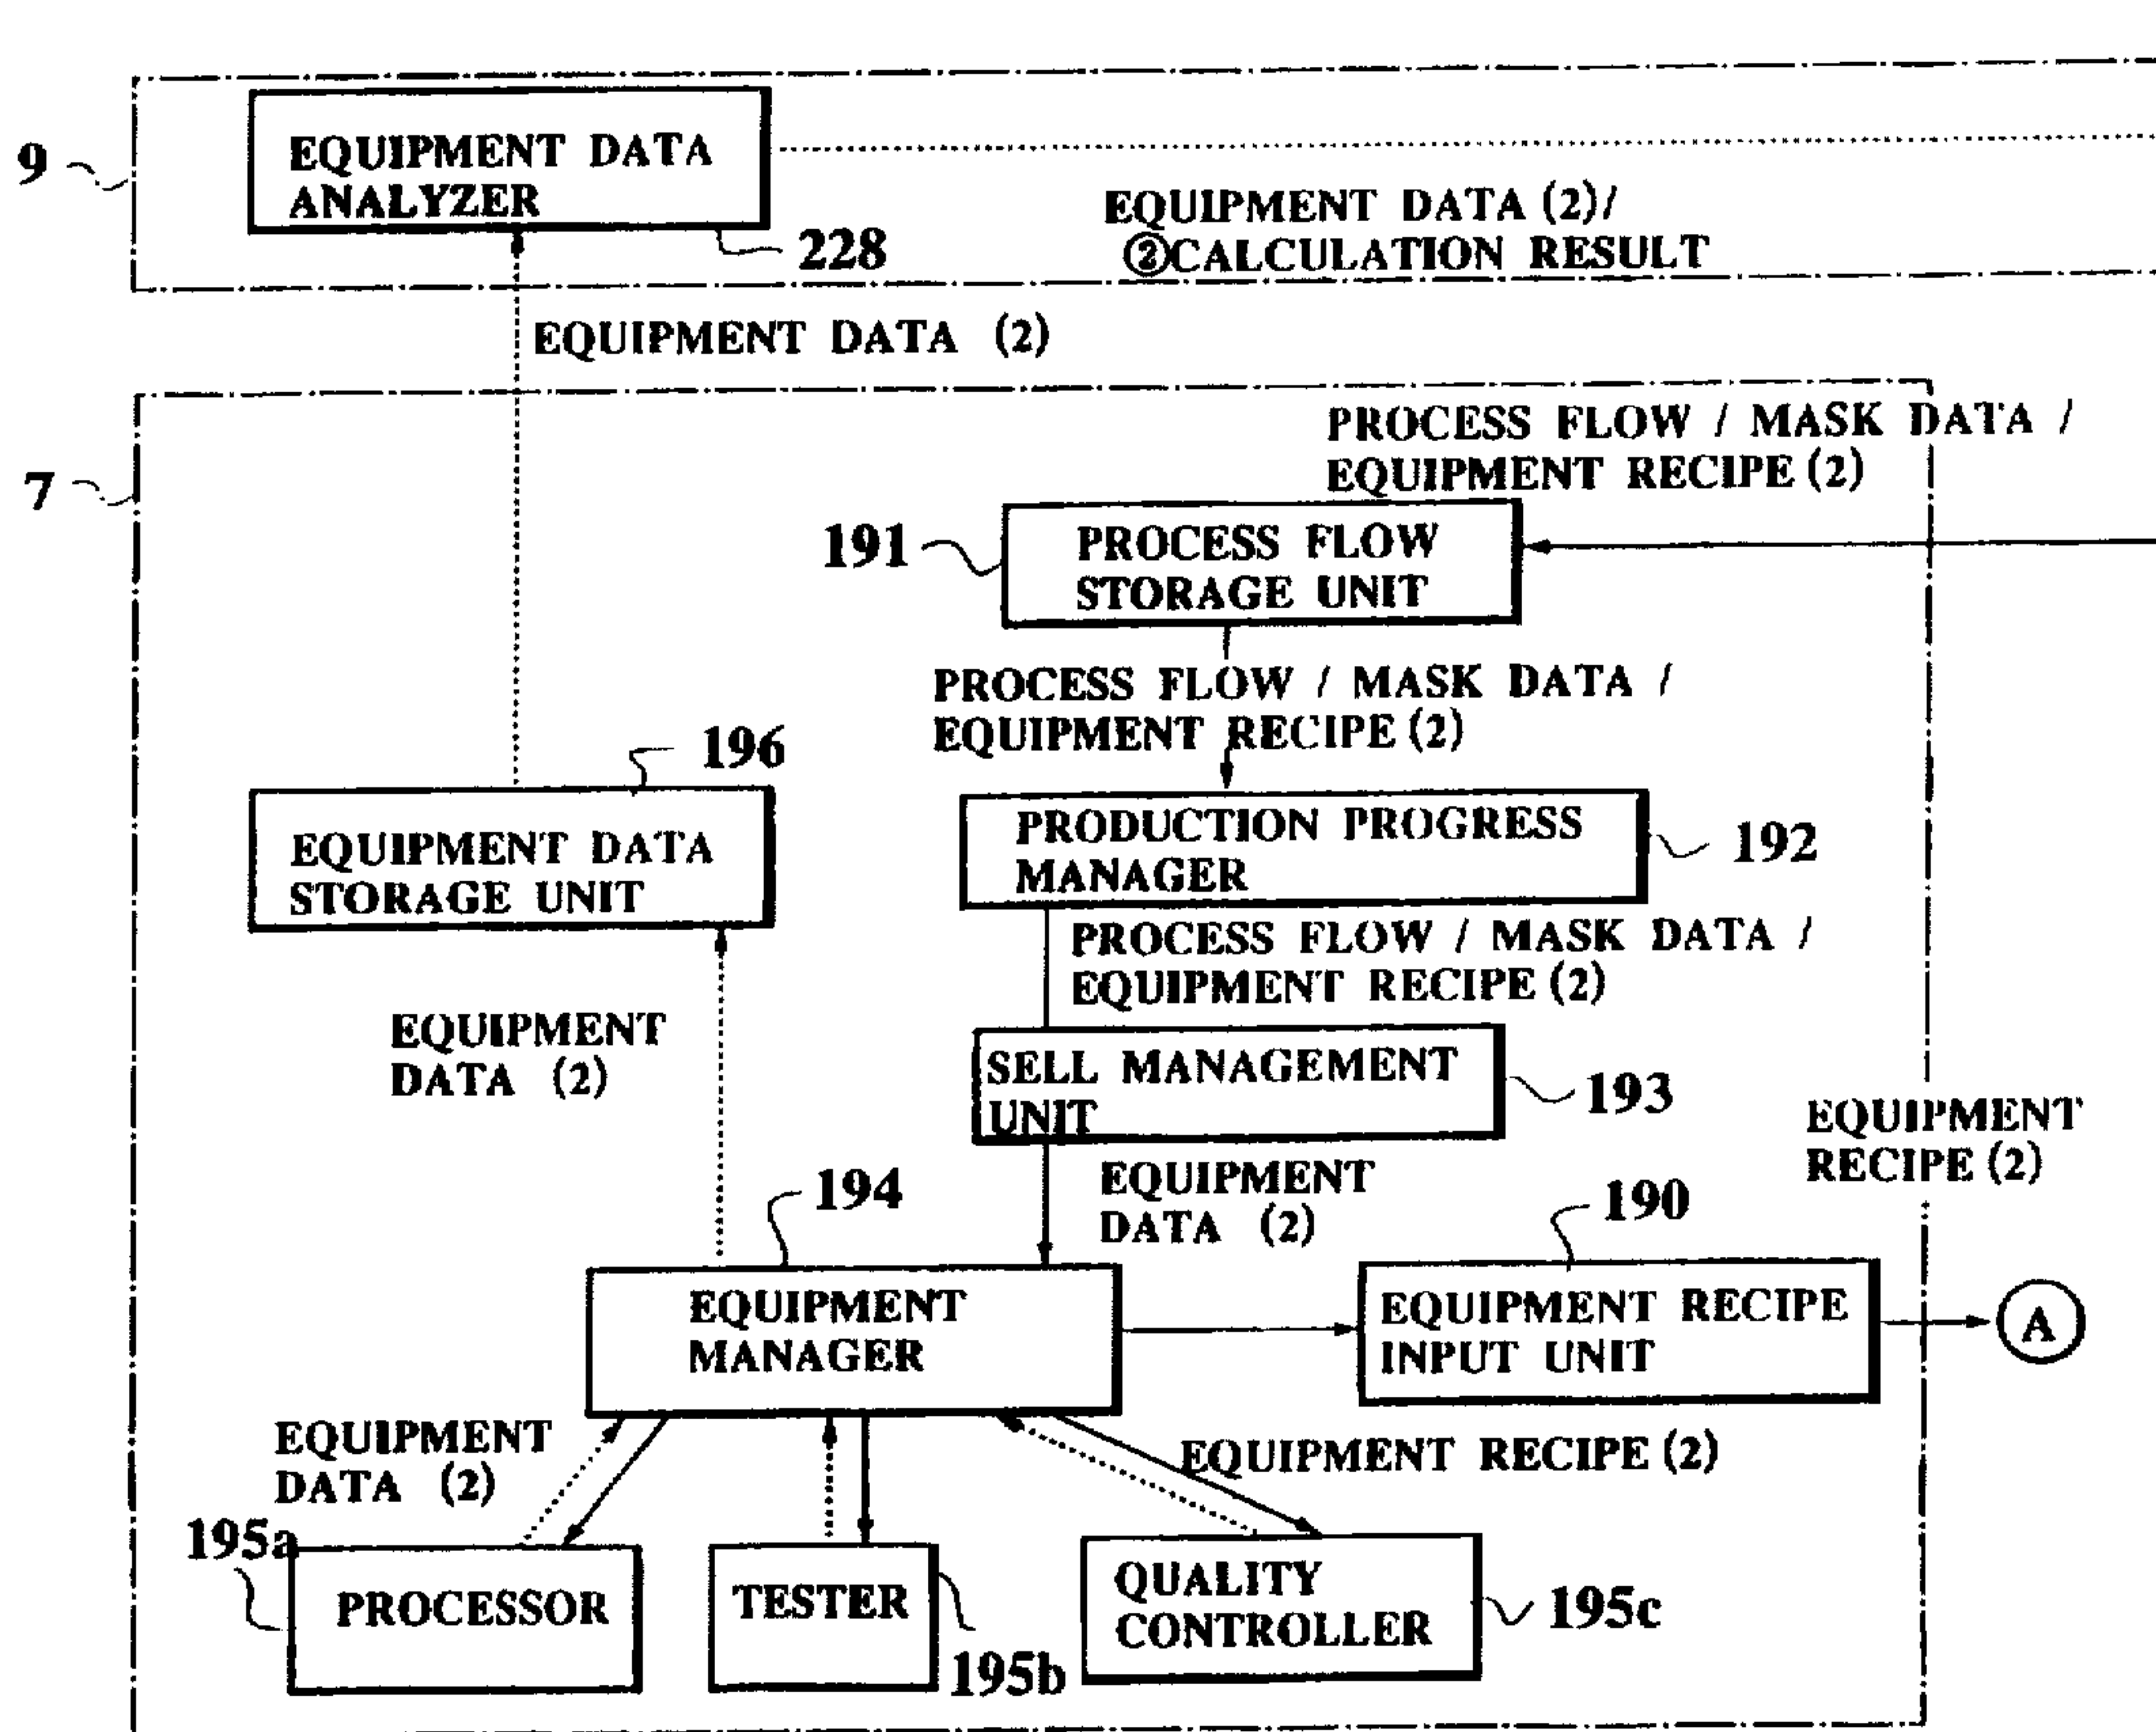 9
EQUIPMENT DATA
ANALYZER
228
EQUIPMENT DATA (2)/
②CALCULATION RESULT
EQUIPMENT DATA (2)
7
PROCESS FLOW / MASK DATA /
EQUIPMENT RECIPE (2)
191
PROCESS FLOW
STORAGE UNIT
PROCESS FLOW / MASK DATA /
EQUIPMENT RECIPE (2)
196
EQUIPMENT DATA
STORAGE UNIT
PRODUCTION PROGRESS
MANAGER
192
PROCESS FLOW / MASK DATA /
EQUIPMENT RECIPE (2)
EQUIPMENT
DATA (2)
SELL MANAGEMENT
UNIT
193
EQUIPMENT
RECIPE (2)
194
EQUIPMENT
DATA (2)
190
EQUIPMENT
MANAGER
EQUIPMENT RECIPE
INPUT UNIT
A
EQUIPMENT
DATA (2)
EQUIPMENT RECIPE (2)
195a
PROCESSOR
TESTER
195b
QUALITY
CONTROLLER
195c